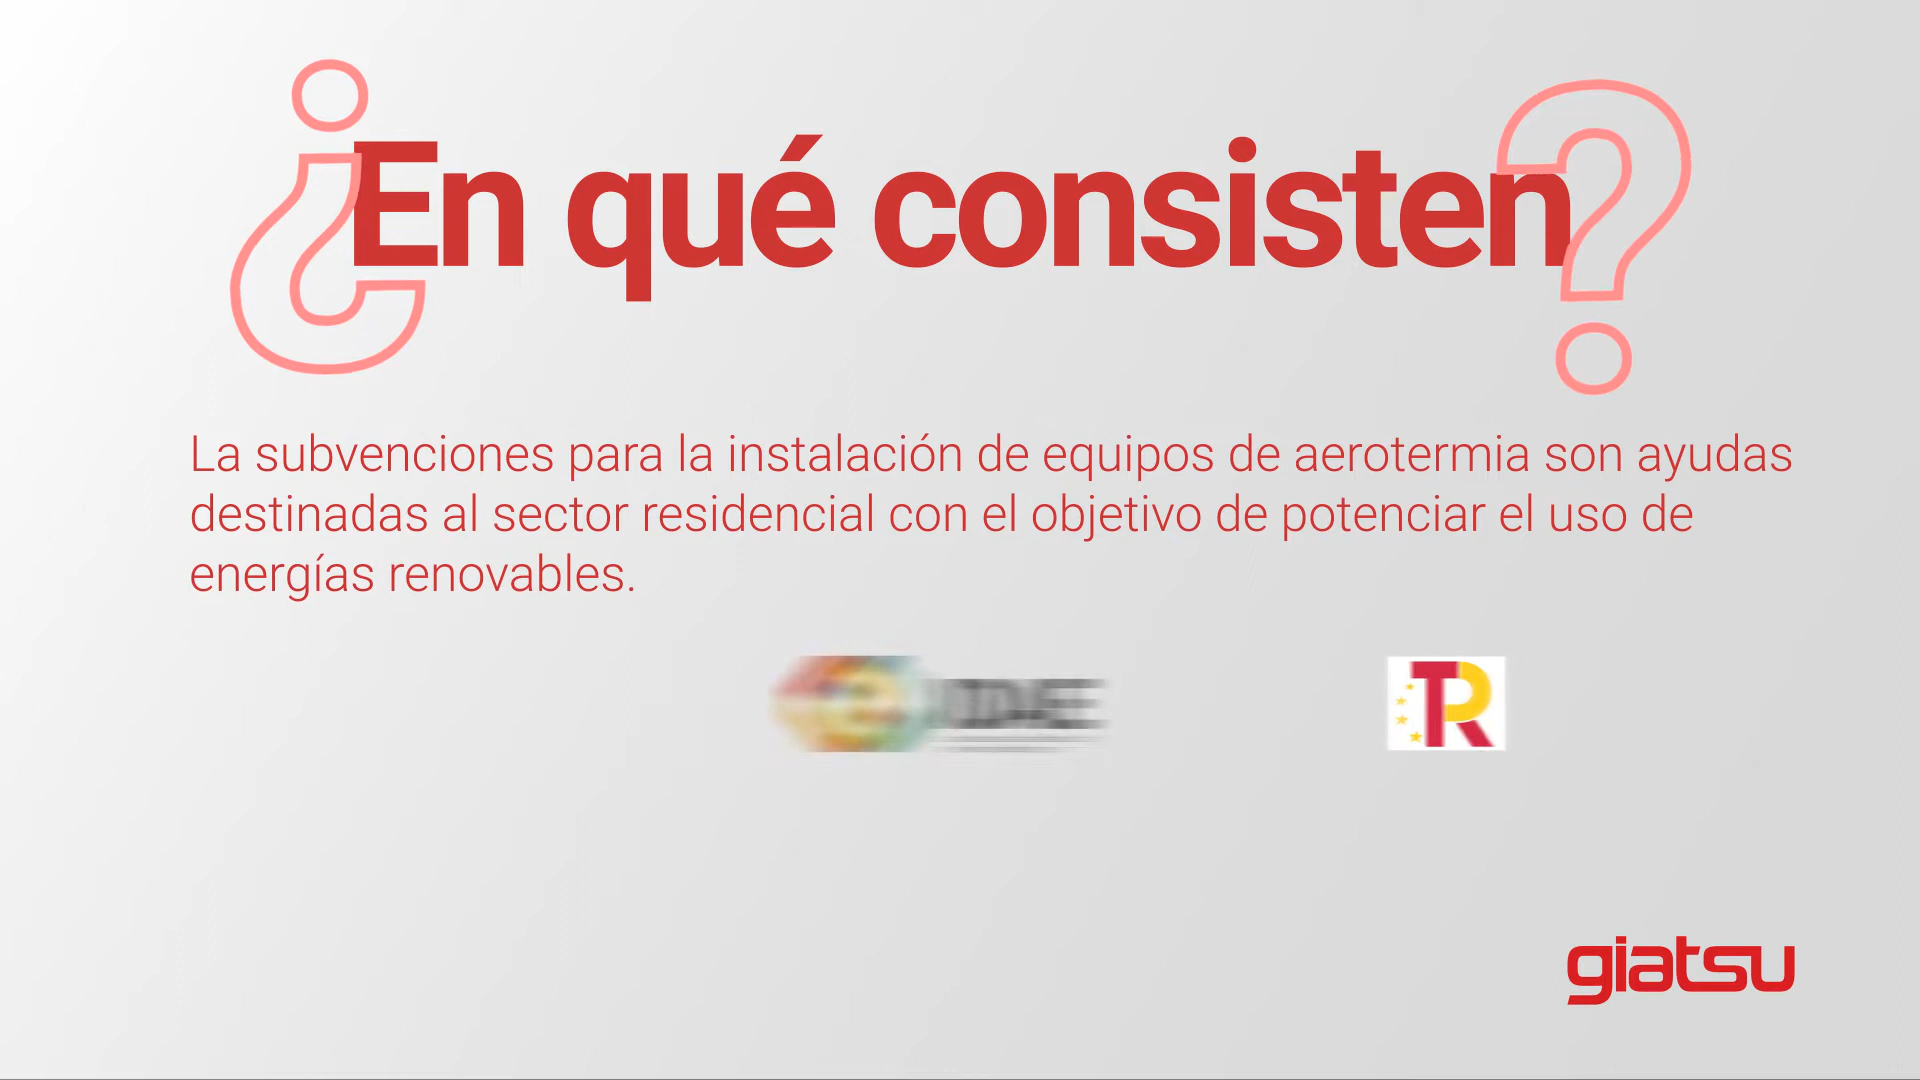 ¿En qué consisten?
La subvenciones para la instalación de equipos de aerotermia son ayudas
destinadas al sector residencial con el objetivo de potenciar el uso de
energías renovables.
IDAE
TR
giatsu